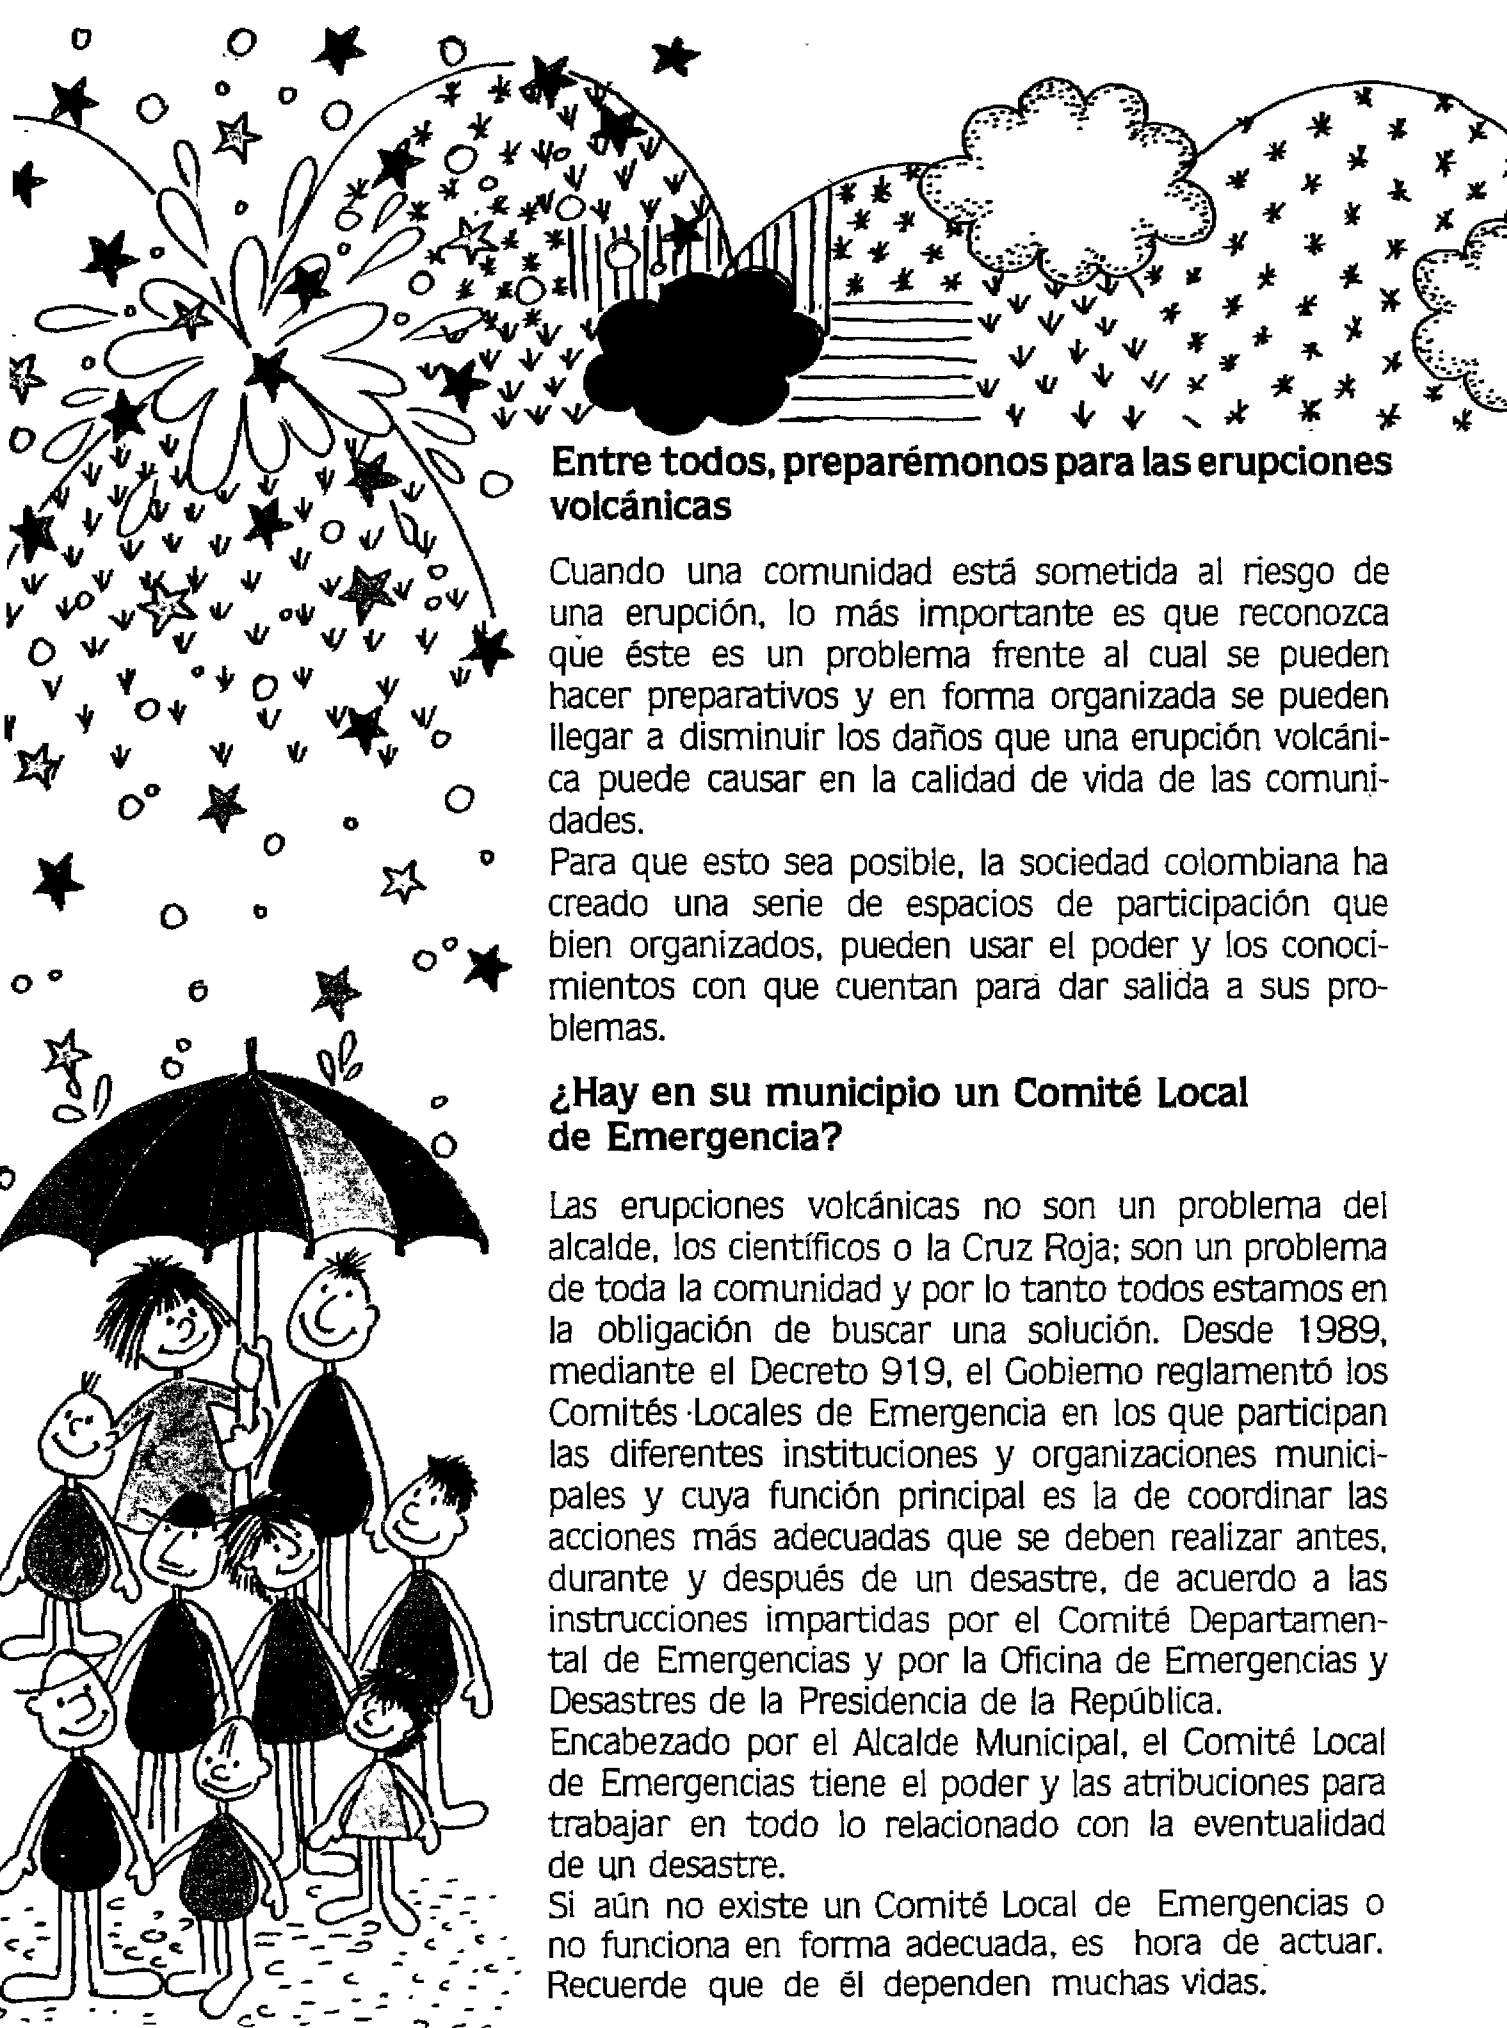 Entre todos, preparémonos para las erupciones
volcánicas
Cuando una comunidad está sometida al riesgo de
una erupción, lo más importante es que reconozca
que éste es un problema frente al cual se pueden
hacer preparativos y en forma organizada se pueden
llegar a disminuir los daños que una erupción volcáni-
ca puede causar en la calidad de vida de las comuni-
dades.
Para que esto sea posible, la sociedad colombiana ha
creado una serie de espacios de participación que
bien organizados, pueden usar el poder y los conoci-
mientos con que cuentan para dar salida a sus pro-
blemas.
¿Hay en su municipio un Comité Local
de Emergencia?
Las erupciones volcánicas no son un problema del
alcalde, los científicos o la Cruz Roja; son un problema
de toda la comunidad y por lo tanto todos estamos en
la obligación de buscar una solución. Desde 1989,
mediante el Decreto 919, el Gobierno reglamentó los
Comités Locales de Emergencia en los que participan
las diferentes instituciones y organizaciones munici-
pales y cuya función principal es la de coordinar las
acciones más adecuadas que se deben realizar antes,
durante y después de un desastre, de acuerdo a las
instrucciones impartidas por el Comité Departamen-
tal de Emergencias y por la Oficina de Emergencias y
Desastres de la Presidencia de la República.
Encabezado por el Alcalde Municipal, el Comité Local
de Emergencias tiene el poder y las atribuciones para
trabajar en todo lo relacionado con la eventualidad
de un desastre.
Si aún no existe un Comité Local de Emergencias o
no funciona en forma adecuada, es hora de actuar.
Recuerde que de él dependen muchas vidas.